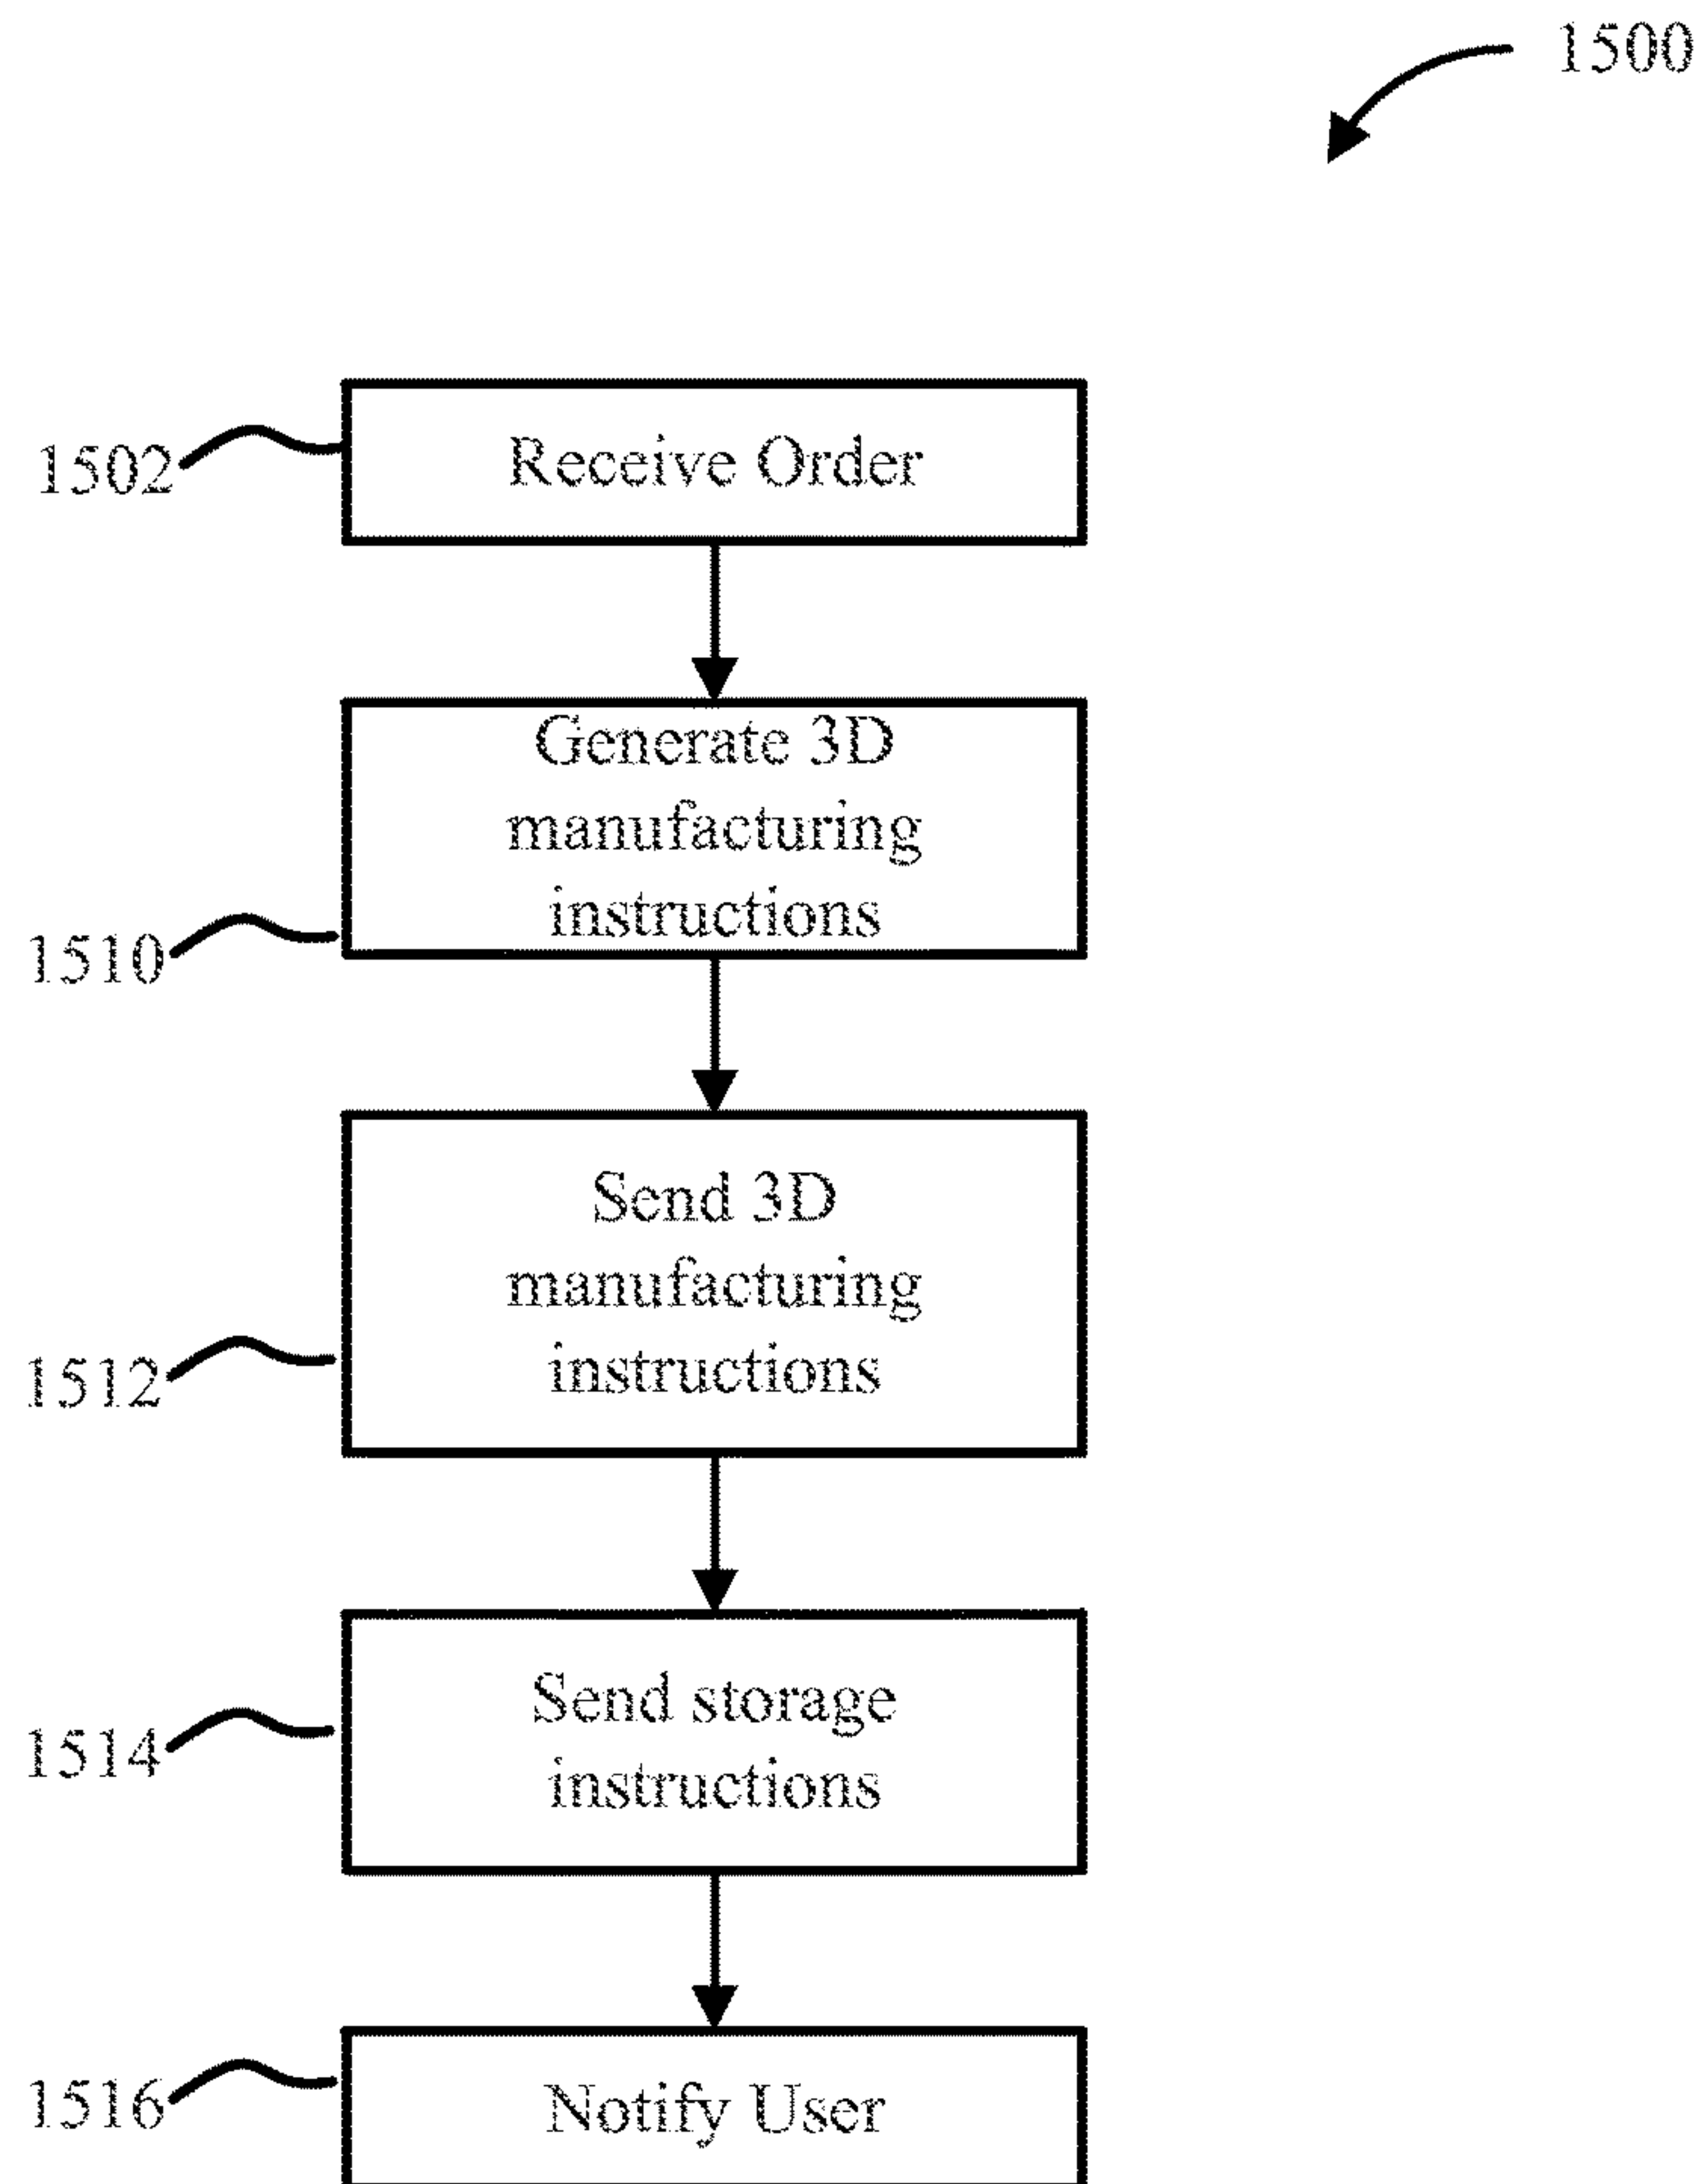 1500
1502
Receive Order
Generate 3D
manufacturing
instructions
1510
Send 3D
manufacturing
instructions
1512
Send storage
instructions
1514
1516
Notify User